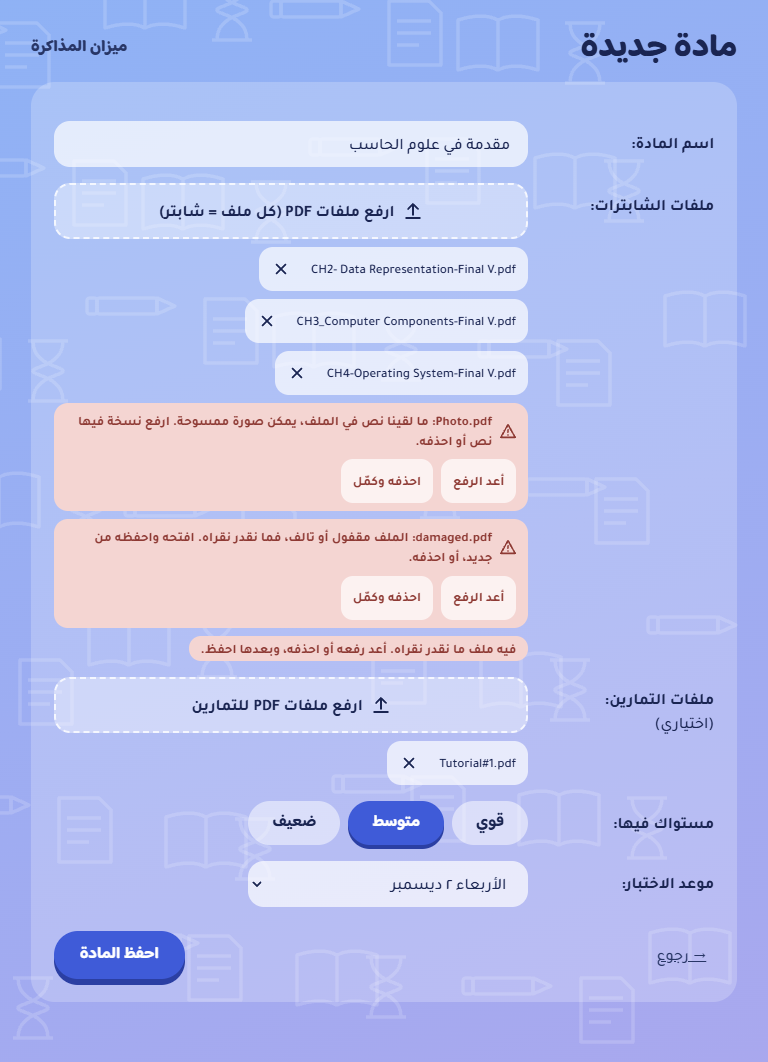 مادة جديدة
ميزان المذاكرة
اسم المادة:
مقدمة في علوم الحاسب
ملفات الشابترات:
ارفع ملفات PDF (كل ملف = شابتر)
CH2- Data Representation-Final V.pdf
CH3_Computer Components-Final V.pdf
CH4-Operating System-Final V.pdf
Photo.pdf: ما لقينا نص في الملف، يمكن صورة ممسوحة. ارفع نسخة فيها
نص أو احذفه.
أعد الرفع
احذفه وكمّل
damaged.pdf: الملف مقفول أو تالف، فما نقدر نقراه. افتحه واحفظه من
جديد، أو احذفه.
أعد الرفع
احذفه وكمّل
فيه ملف ما نقدر نقراه. أعد رفعه أو احذفه، وبعدها احفظ.
ملفات التمارين:
(اختياري)
ارفع ملفات PDF للتمارين
Tutorial#1.pdf
مستواك فيها:
قوي
متوسط
ضعيف
موعد الاختبار:
الأربعاء ٢ ديسمبر
→ رجوع
احفظ المادة